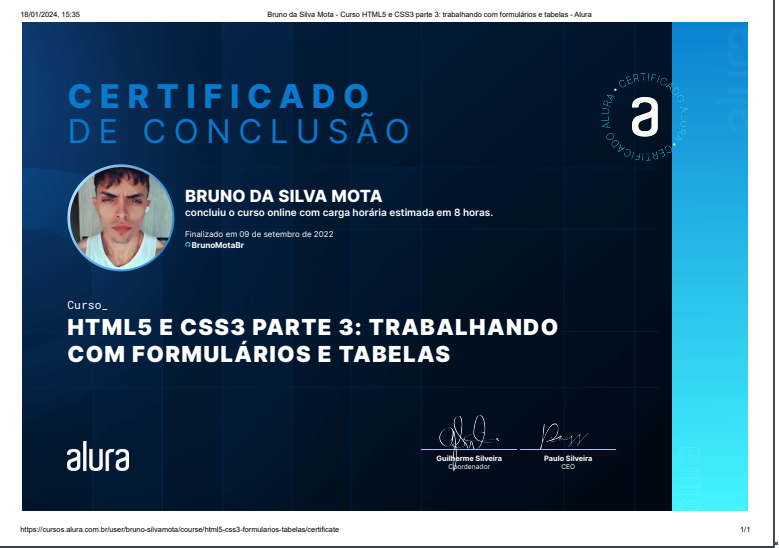 18/01/2024, 15:35
Bruno da Silva Mota - Curso HTML5 e CSS3 parte 3: trabalhando com formulários e tabelas - Alura
CERTIFICADO
DE CONCLUSÃO
CERTIFICADO ALURA • CERTIFICADO ALURA •
a
alura
BRUNO DA SILVA MOTA
concluiu o curso online com carga horária estimada em 8 horas.
Finalizado em 09 de setembro de 2022
BrunoMotaBr
Curso_
HTML5 E CSS3 PARTE 3: TRABALHANDO
COM FORMULÁRIOS E TABELAS
alura
Guilherme Silveira
Coordenador
Paulo Silveira
CEO
alura
https://cursos.alura.com.br/user/bruno-silvamota/course/html5-css3-formularios-tabelas/certificate
1/1